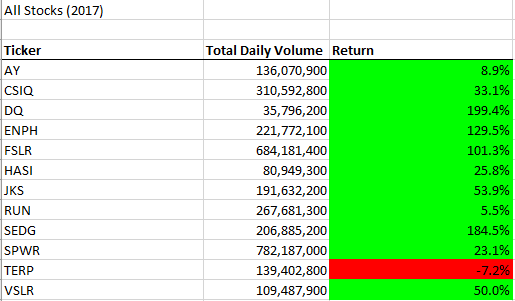 All Stocks (2017)
Ticker Total Daily Volume Return
AY 136,070,900 8.9%
CSIQ 310,592,800 33.1%
DQ 35,796,200 199.4%
ENPH 221,772,100 129.5%
FSLR 684,181,400 101.3%
HASI 80,949,300 25.8%
JKS 191,632,200 53.9%
RUN 267,681,300 5.5%
SEDG 206,885,200 184.5%
SPWR 782,187,000 23.1%
TERP 139,402,800 -7.2%
VSLR 109,487,900 50.0%